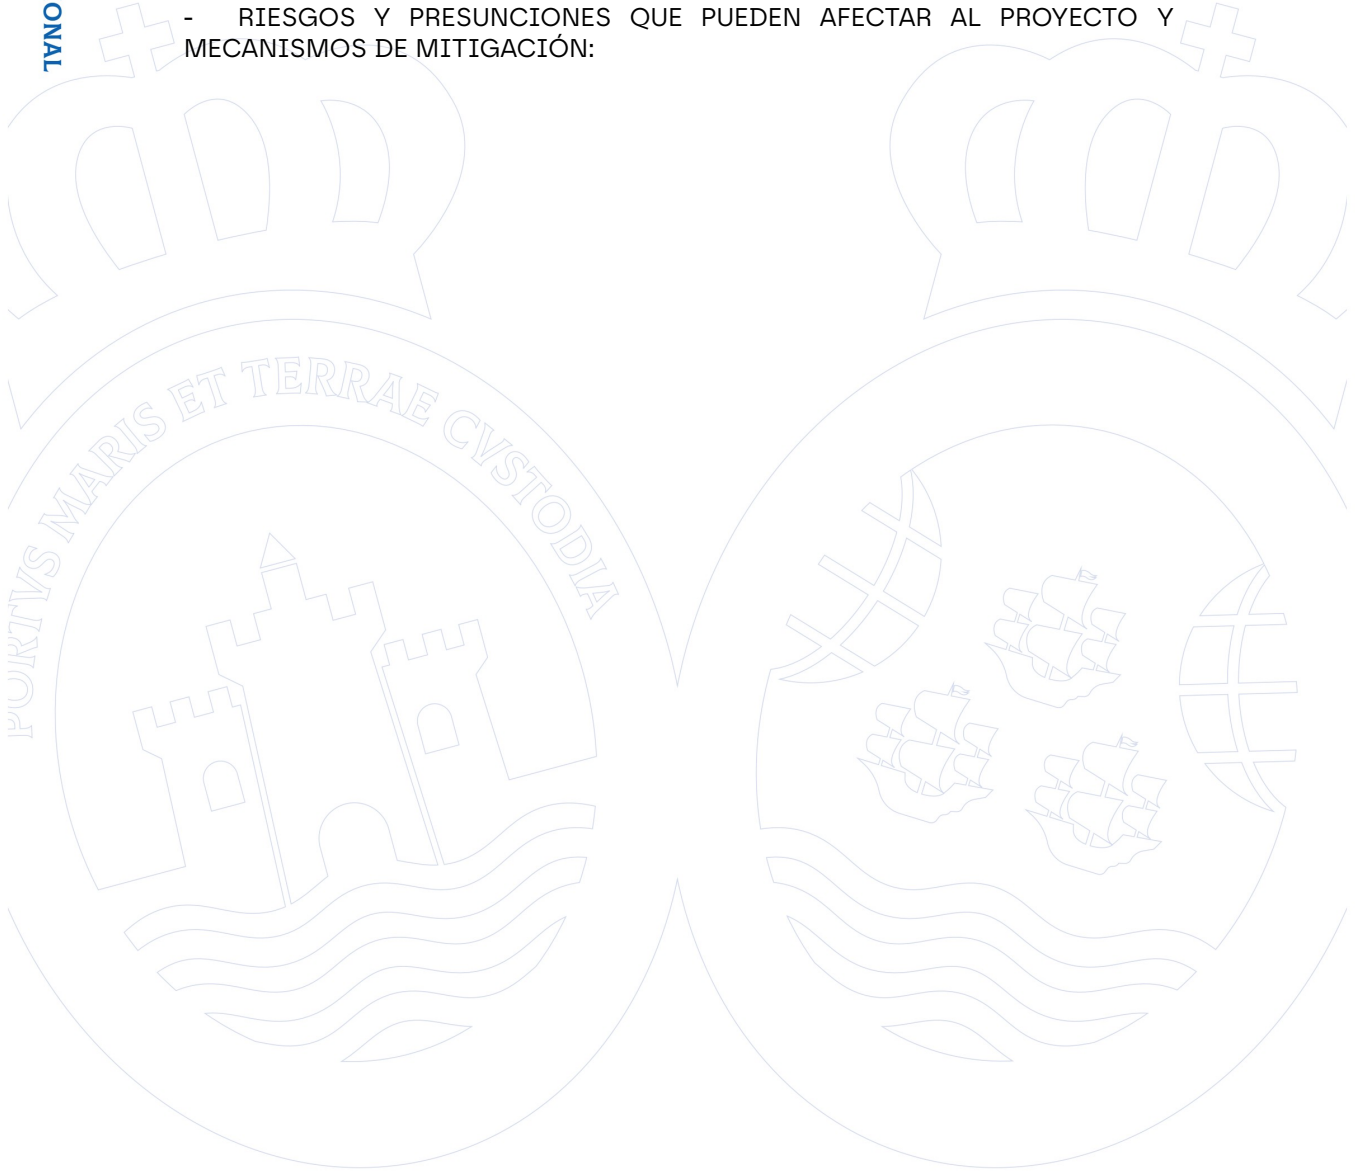 - RIESGOS Y PRESUNCIONES QUE PUEDEN AFECTAR AL PROYECTO Y
MECANISMOS DE MITIGACIÓN:
ONAL
PORTVS MARIS ET TERRAE CVSTODIA